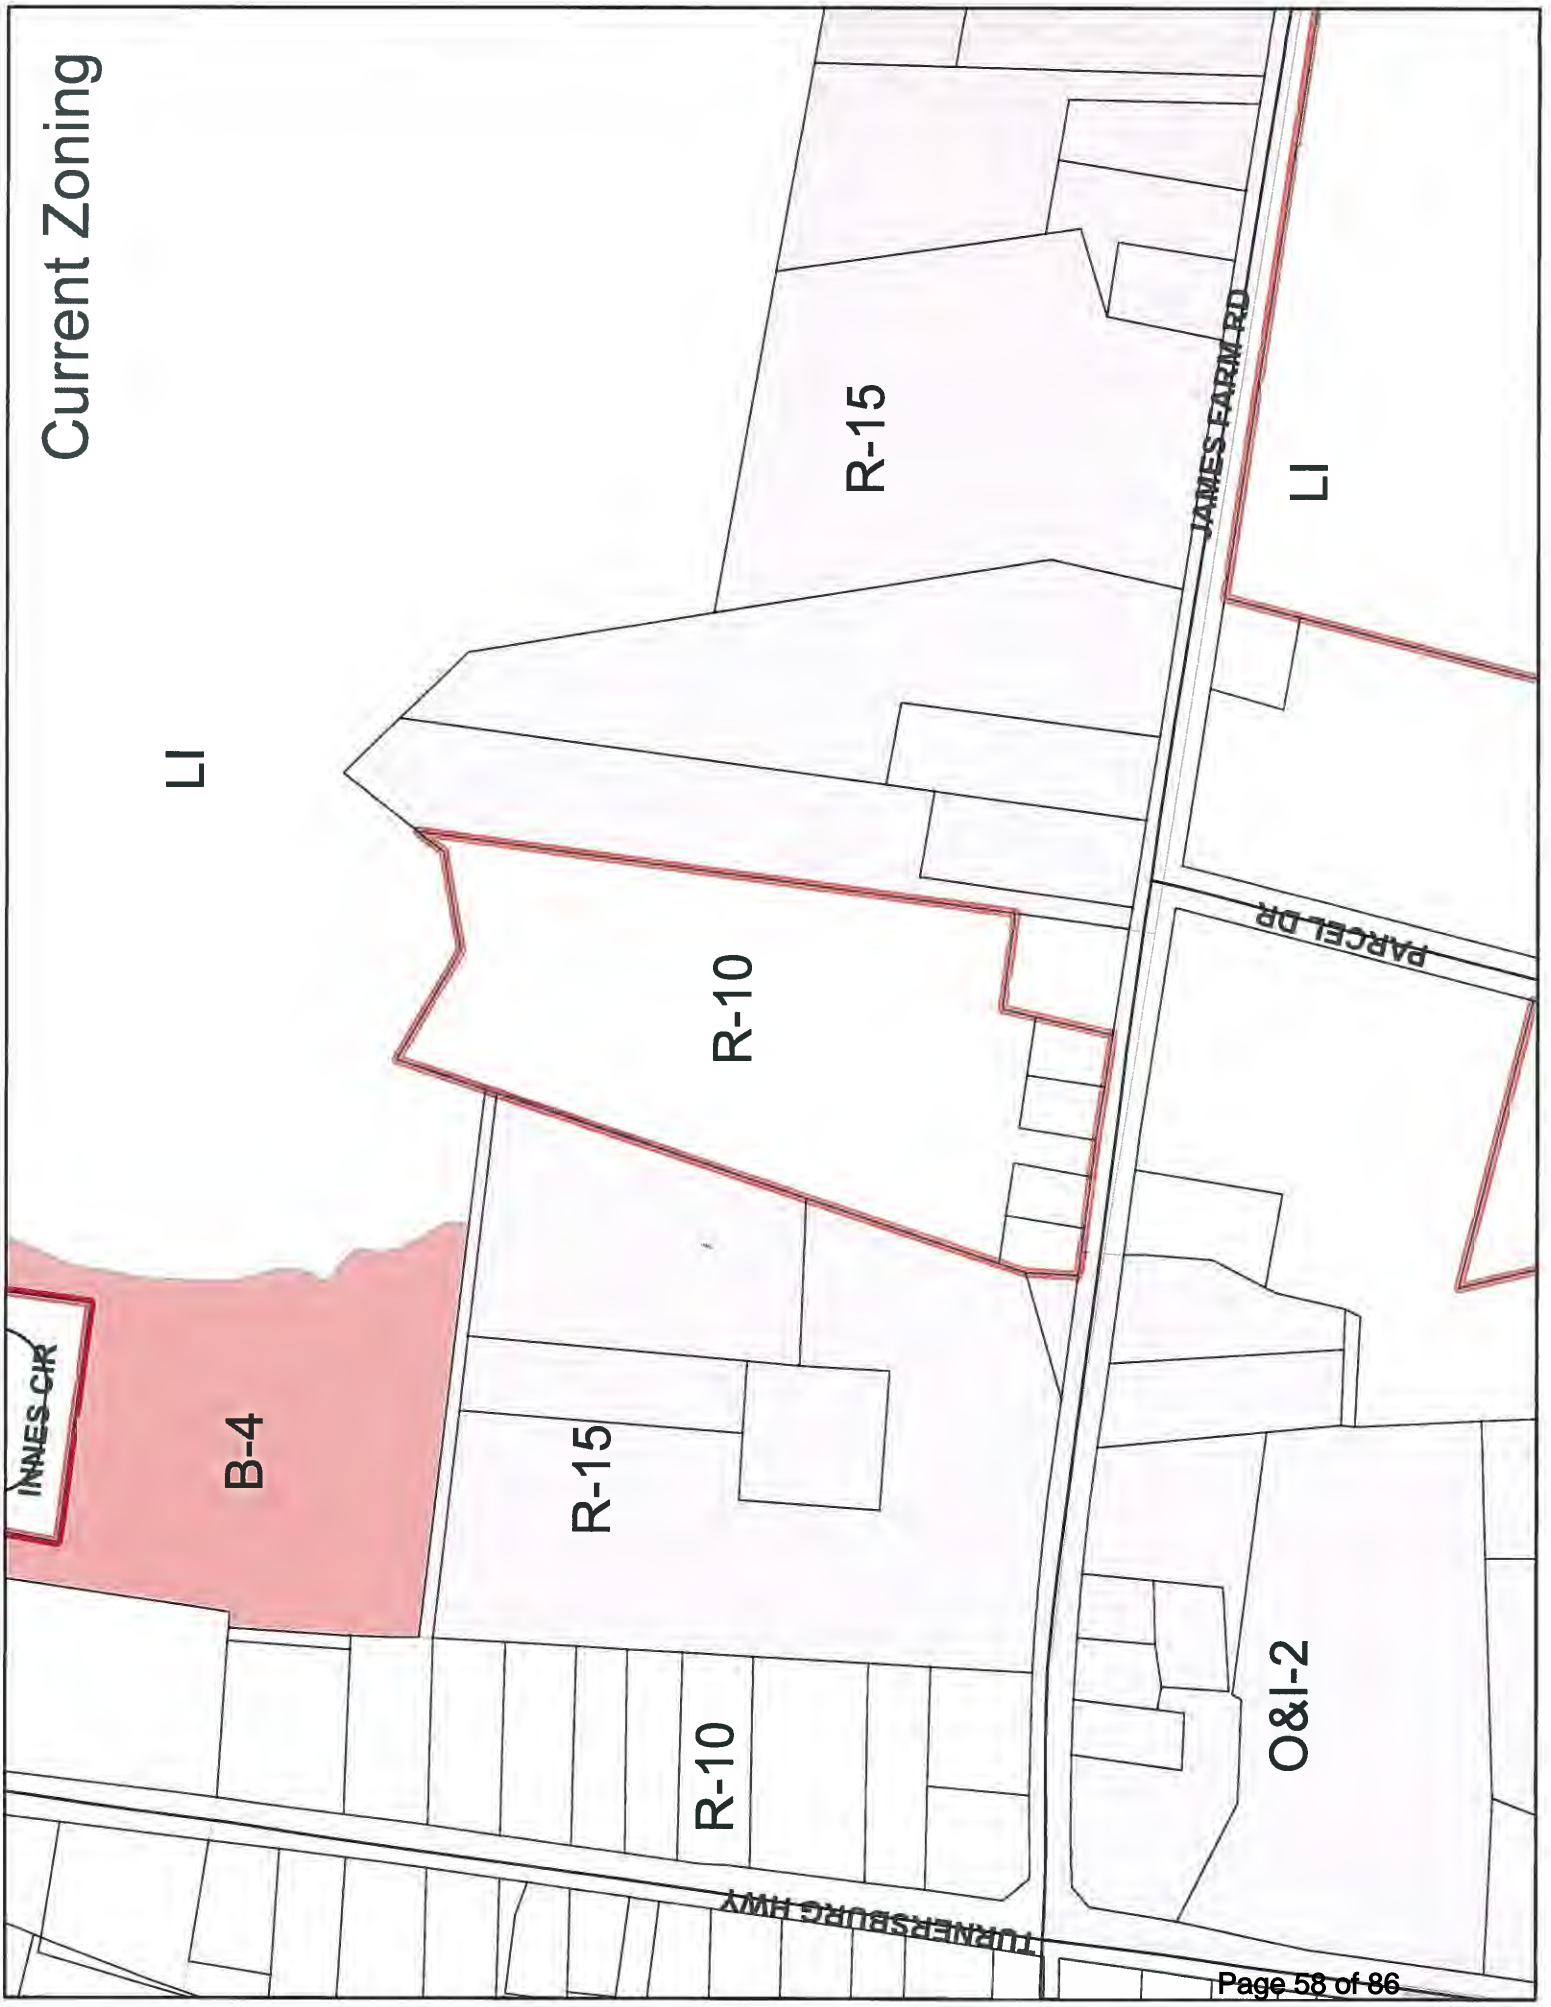 Current Zoning
LI
R-15
JAMES FARM RD
LI
R-10
PARCEL DR
INNES CIR
B-4
R-15
R-10
O&I-2
TURNERSBURG HWY
Page 58 of 86